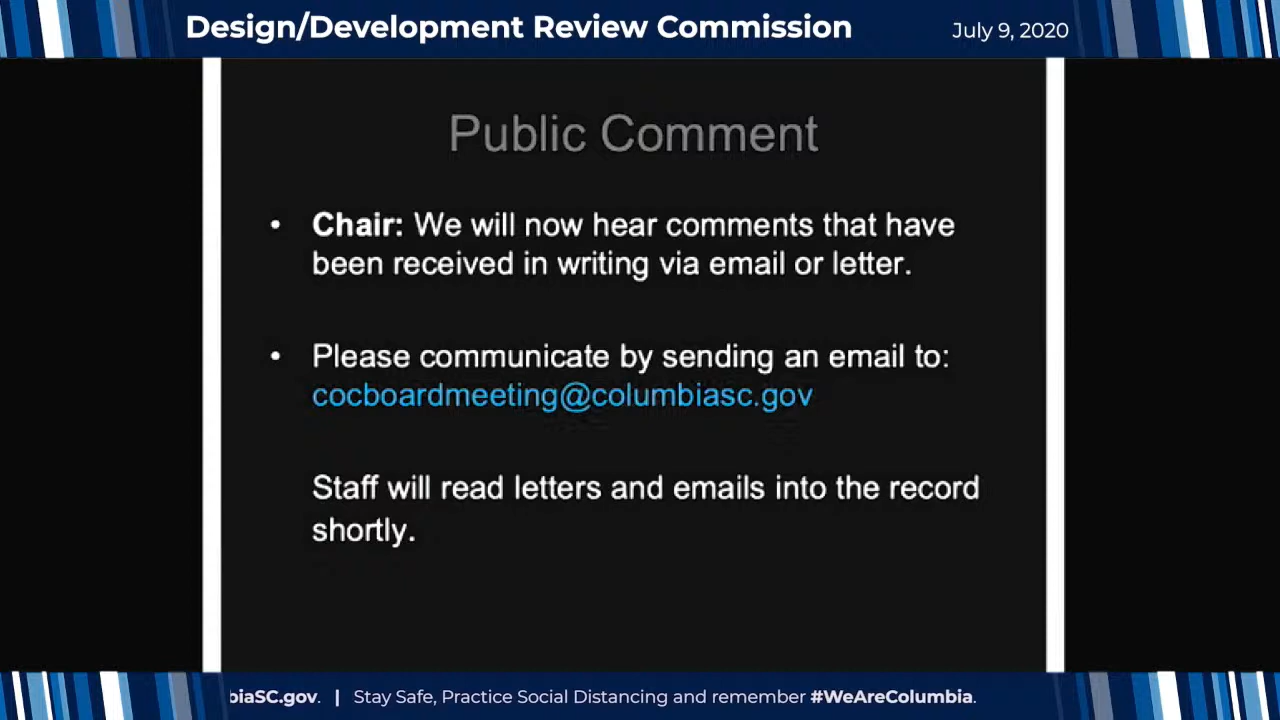 Design/Development Review Commission
July 9, 2020
Public Comment
• Chair: We will now hear comments that have
been received in writing via email or letter.
• Please communicate by sending an email to:
cocboardmeeting@columbiasc.gov
Staff will read letters and emails into the record
shortly.
biaSC.gov. | Stay Safe, Practice Social Distancing and remember #WeAreColumbia.